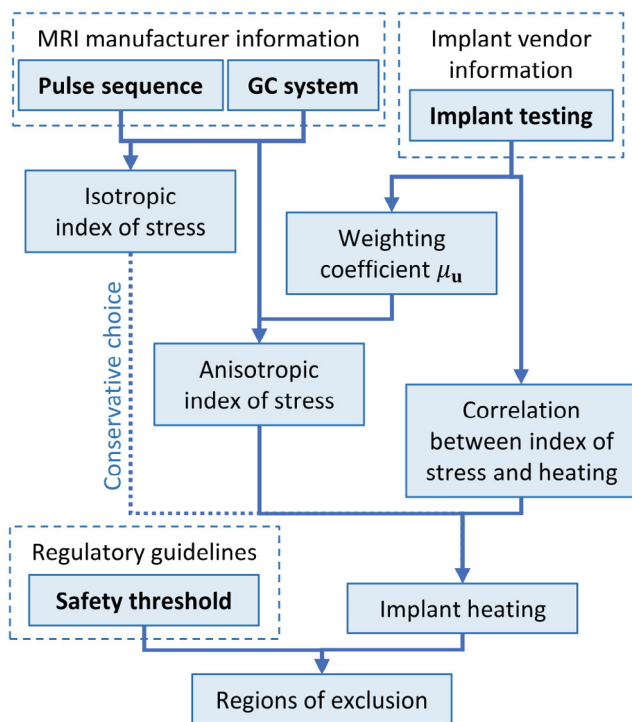 MRI manufacturer information
Pulse sequence
GC system
Implant vendor
information
Implant testing
Isotropic
index of stress
Weighting
coefficient μᵤ
Conservative choice
Anisotropic
index of stress
Correlation
between index of
stress and heating
Regulatory guidelines
Safety threshold
Implant heating
Regions of exclusion